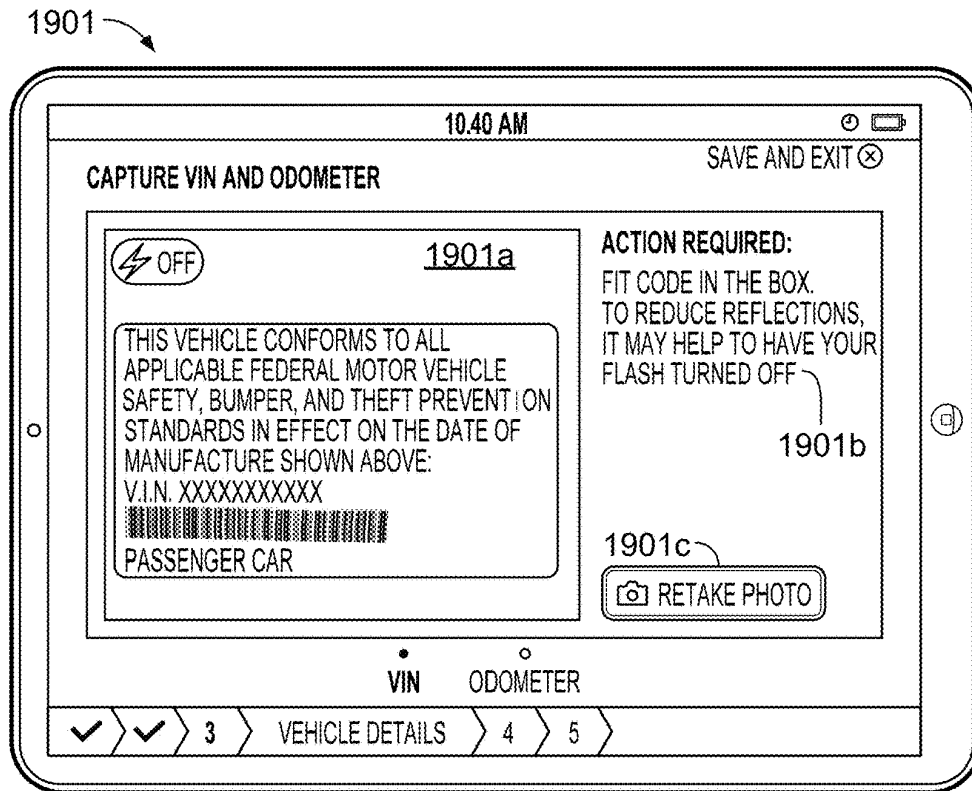 1901
10.40 AM
SAVE AND EXIT
CAPTURE VIN AND ODOMETER
OFF
1901a
THIS VEHICLE CONFORMS TO ALL
APPLICABLE FEDERAL MOTOR VEHICLE
SAFETY, BUMPER, AND THEFT PREVENTION
STANDARDS IN EFFECT ON THE DATE OF
MANUFACTURE SHOWN ABOVE:
V.I.N. XXXXXXXXXXX
PASSENGER CAR
ACTION REQUIRED:
FIT CODE IN THE BOX.
TO REDUCE REFLECTIONS,
IT MAY HELP TO HAVE YOUR
FLASH TURNED OFF
1901b
1901c
RETAKE PHOTO
VIN ODOMETER
3 VEHICLE DETAILS 4 5